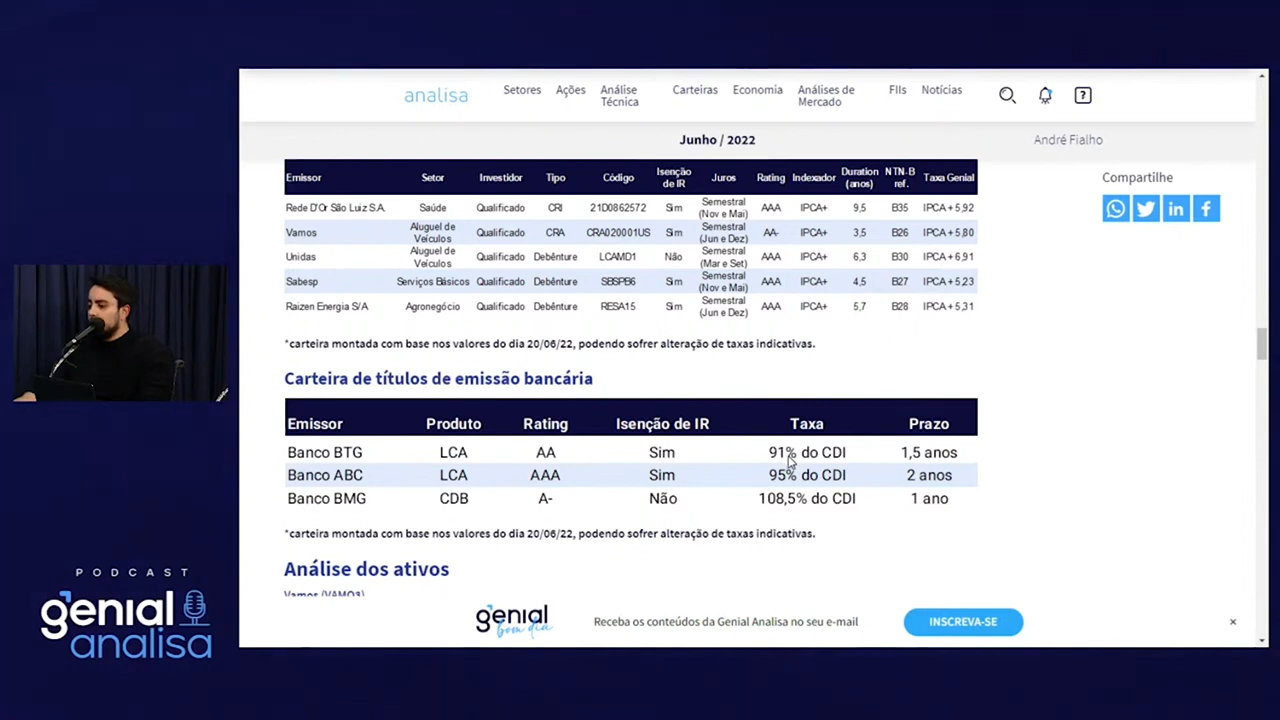 analisa
Setores Ações Análise Técnica Carteiras Economia Análises de Mercado FIIs Notícias
Junho / 2022
André Fialho
Compartilhe
Emissor Setor Investidor Tipo Código Isenção de IR Juros Rating Indexador Duration (anos) NTN-B ref. Taxa Genial
Rede D'Or São Luiz S.A. Saúde Qualificado CRI 21D0862572 Sim Semestral (Nov e Mai) AAA IPCA+ 9,5 B35 IPCA + 5,92
Vamos Aluguel de Veículos Qualificado CRA CRA020001US Sim Semestral (Jun e Dez) AA- IPCA+ 3,5 B26 IPCA + 5,80
Unidas Aluguel de Veículos Qualificado Debênture LCAMD1 Não Semestral (Mar e Set) AAA IPCA+ 6,3 B30 IPCA + 6,91
Sabesp Serviços Básicos Qualificado Debênture SBSPB6 Sim Semestral (Nov e Mai) AAA IPCA+ 4,5 B27 IPCA + 5,23
Raizen Energia S/A Agronegócio Qualificado Debênture RESA15 Sim Semestral (Jun e Dez) AAA IPCA+ 5,7 B28 IPCA + 5,31
*carteira montada com base nos valores do dia 20/06/22, podendo sofrer alteração de taxas indicativas.
Carteira de títulos de emissão bancária
Emissor Produto Rating Isenção de IR Taxa Prazo
Banco BTG LCA AA Sim 91% do CDI 1,5 anos
Banco ABC LCA AAA Sim 95% do CDI 2 anos
Banco BMG CDB A- Não 108,5% do CDI 1 ano
*carteira montada com base nos valores do dia 20/06/22, podendo sofrer alteração de taxas indicativas.
Análise dos ativos
Vamos (VAMO3)
genial bom dia
Receba os conteúdos da Genial Analisa no seu e-mail
INSCREVA-SE
PODCAST
genial
analisa